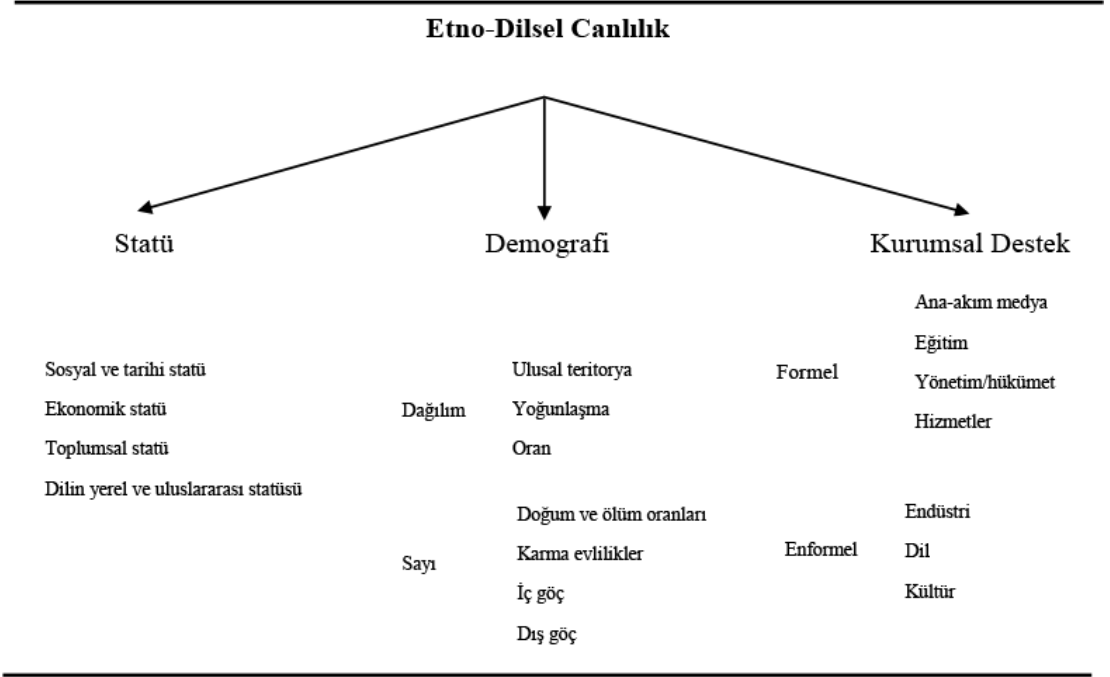 Etno-Dilsel Canlılık
Statü
Demografi
Kurumsal Destek
Sosyal ve tarihi statü
Ekonomik statü
Toplumsal statü
Dilin yerel ve uluslararası statüsü
Dağılım
Ulusal teritorya
Yoğunlaşma
Oran
Sayı
Doğum ve ölüm oranları
Karma evlilikler
İç göç
Dış göç
Formel
Ana-akım medya
Eğitim
Yönetim/hükümet
Hizmetler
Enformel
Endüstri
Dil
Kültür